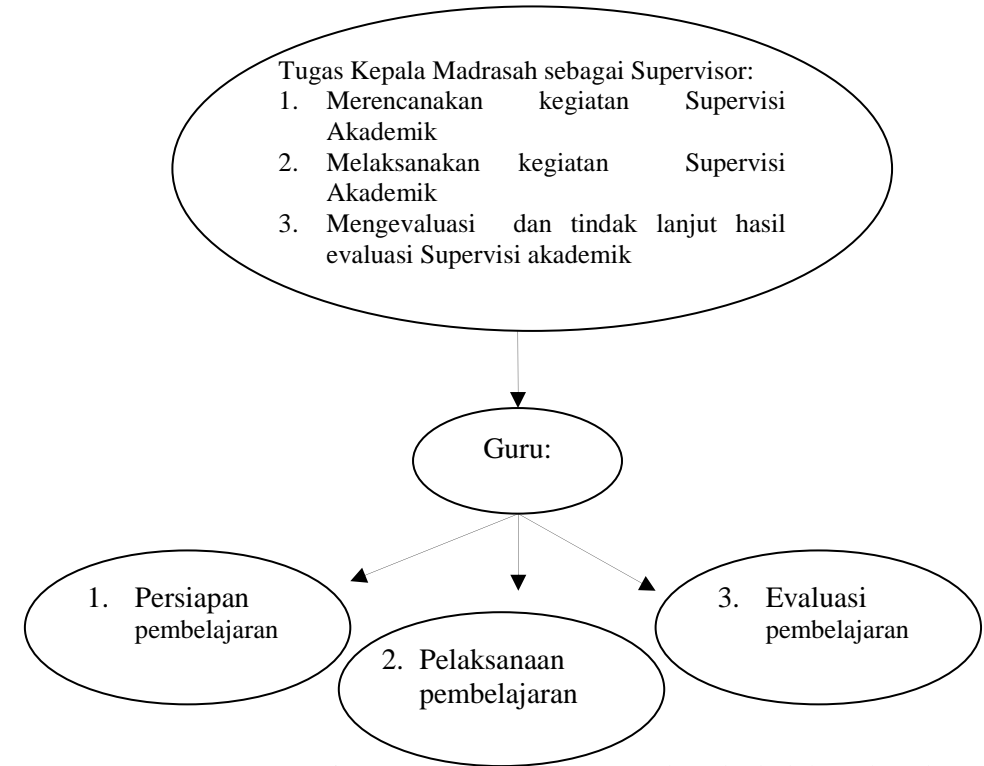 Tugas Kepala Madrasah sebagai Supervisor:
1. Merencanakan kegiatan Supervisi
Akademik
2. Melaksanakan kegiatan Supervisi
Akademik
3. Mengevaluasi dan tindak lanjut hasil
evaluasi Supervisi akademik
Guru:
1. Persiapan
pembelajaran
2. Pelaksanaan
pembelajaran
3. Evaluasi
pembelajaran